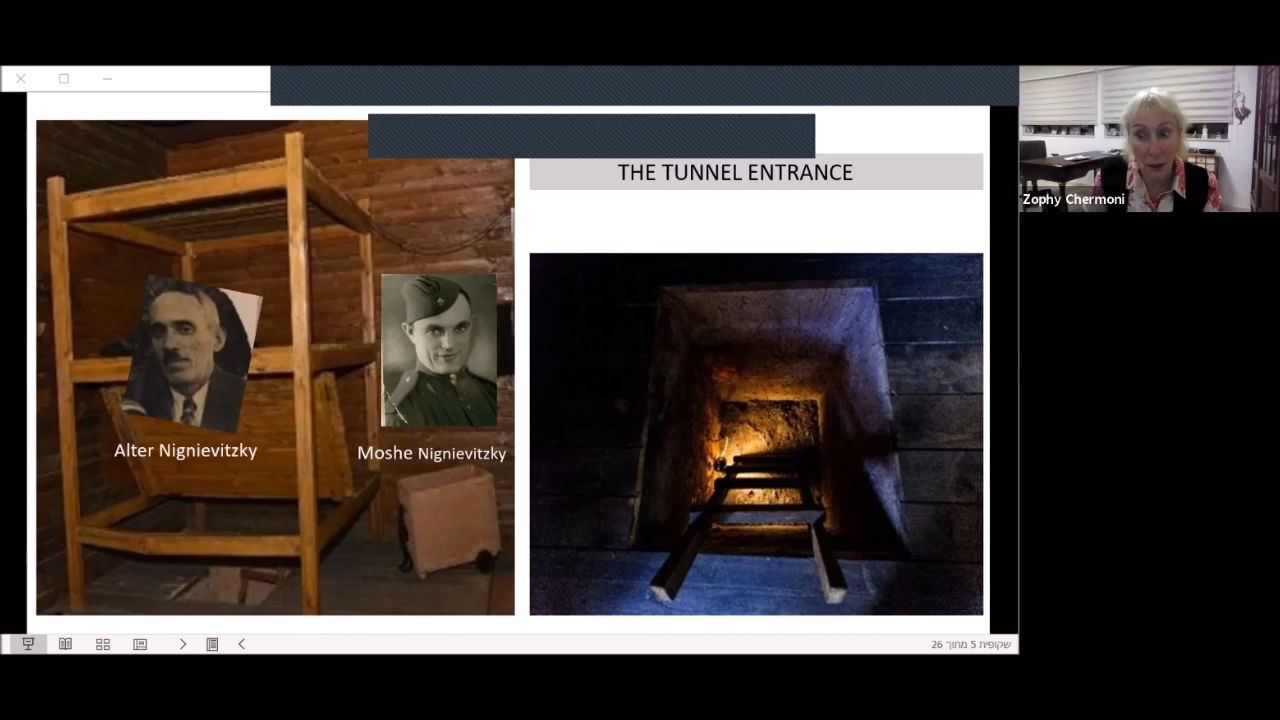 THE TUNNEL ENTRANCE
Zophy Chermoni
Alter Nignievitzky
Moshe Nignievitzky
שקופית 5 מתוך 26